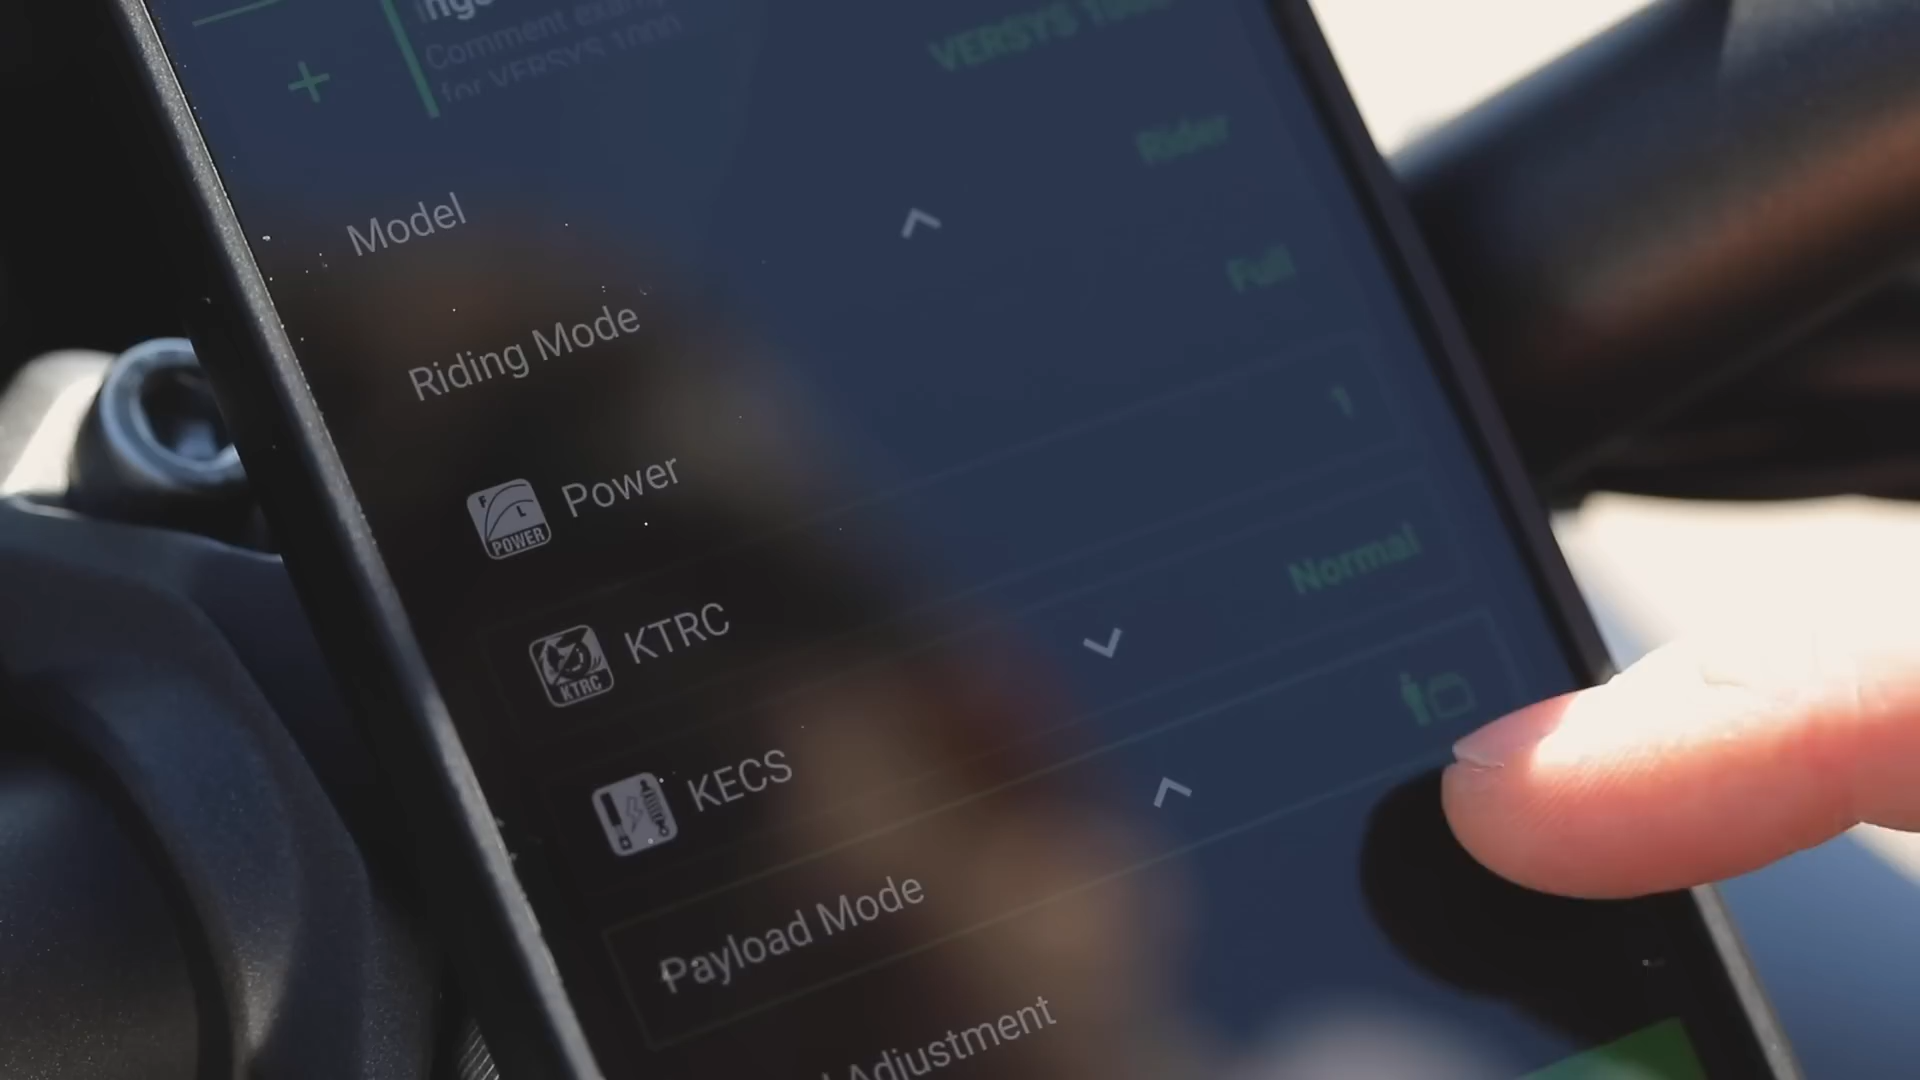 Comment example
for VERSYS 1000
VERSYS 1000
Model
Rider
Riding Mode
Full
F
L
POWER
Power
1
KTRC
KTRC
Normal
KECS
Payload Mode
Adjustment